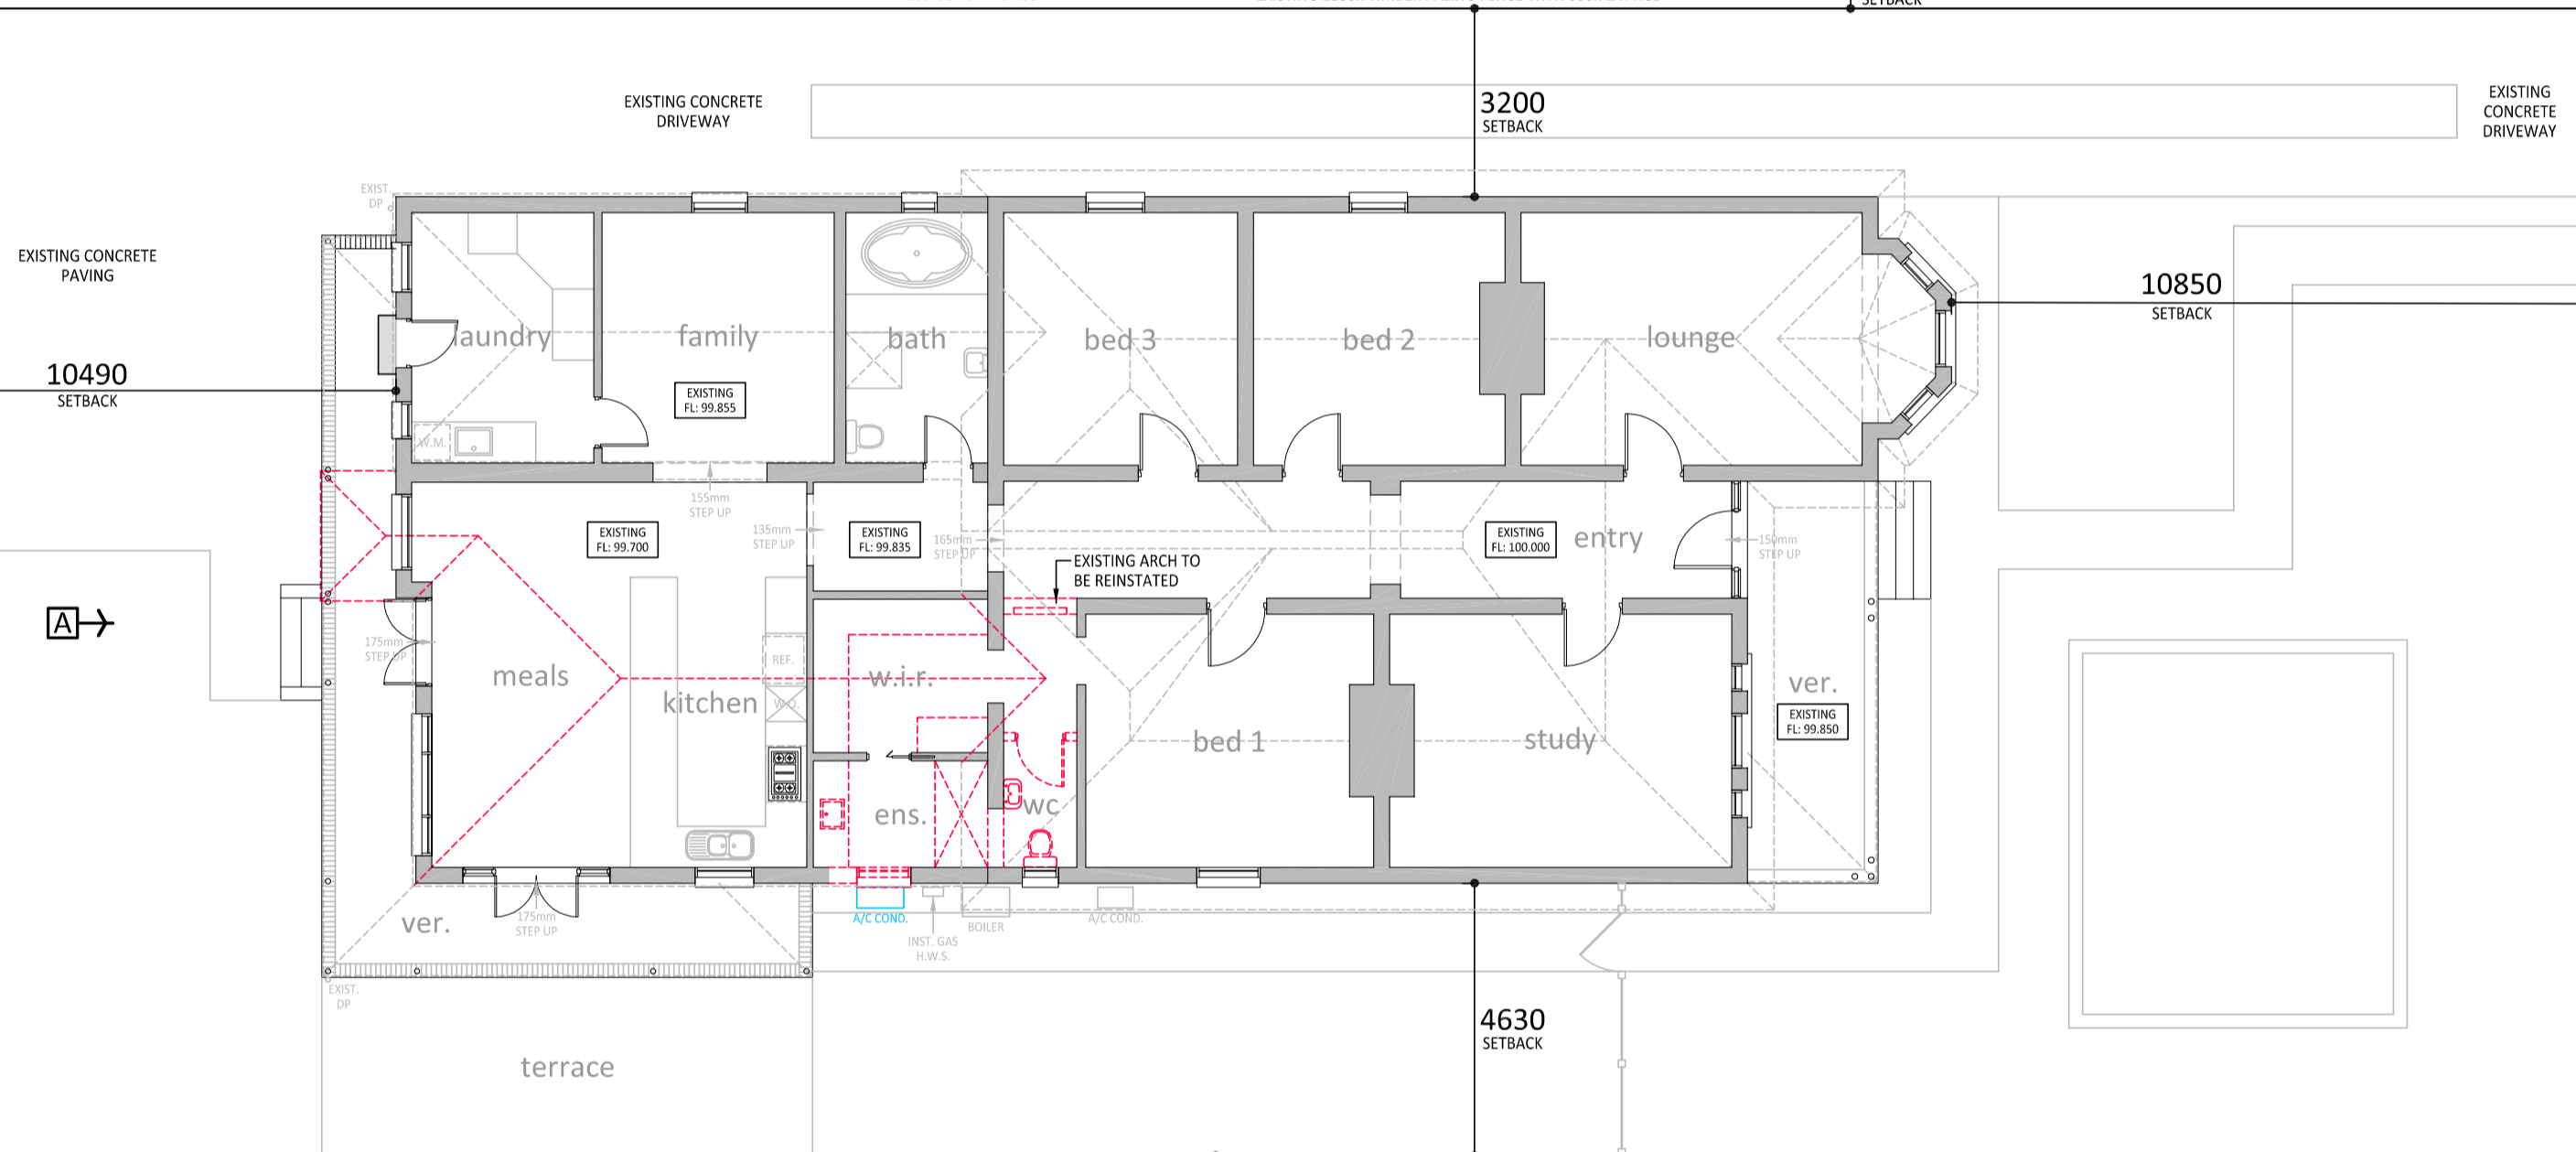 SETBACK
3200
SETBACK
EXISTING CONCRETE
DRIVEWAY
EXISTING
CONCRETE
DRIVEWAY
EXIST.
DP
EXISTING CONCRETE
PAVING
10850
SETBACK
10490
SETBACK
laundry
family
bath
bed 3
bed 2
lounge
EXISTING
FL: 99.855
W.M.
155mm
STEP UP
EXISTING
FL: 99.700
135mm
STEP UP
EXISTING
FL: 99.835
165mm
STEP UP
EXISTING
FL: 100.000
entry
150mm
STEP UP
EXISTING ARCH TO
BE REINSTATED
A
175mm
STEP UP
meals
kitchen
REF.
W.O.
w.i.r.
bed 1
study
ver.
EXISTING
FL: 99.850
ens.
wc
ver.
175mm
STEP UP
A/C COND.
INST. GAS
H.W.S.
BOILER
A/C COND.
EXIST.
DP
4630
SETBACK
terrace